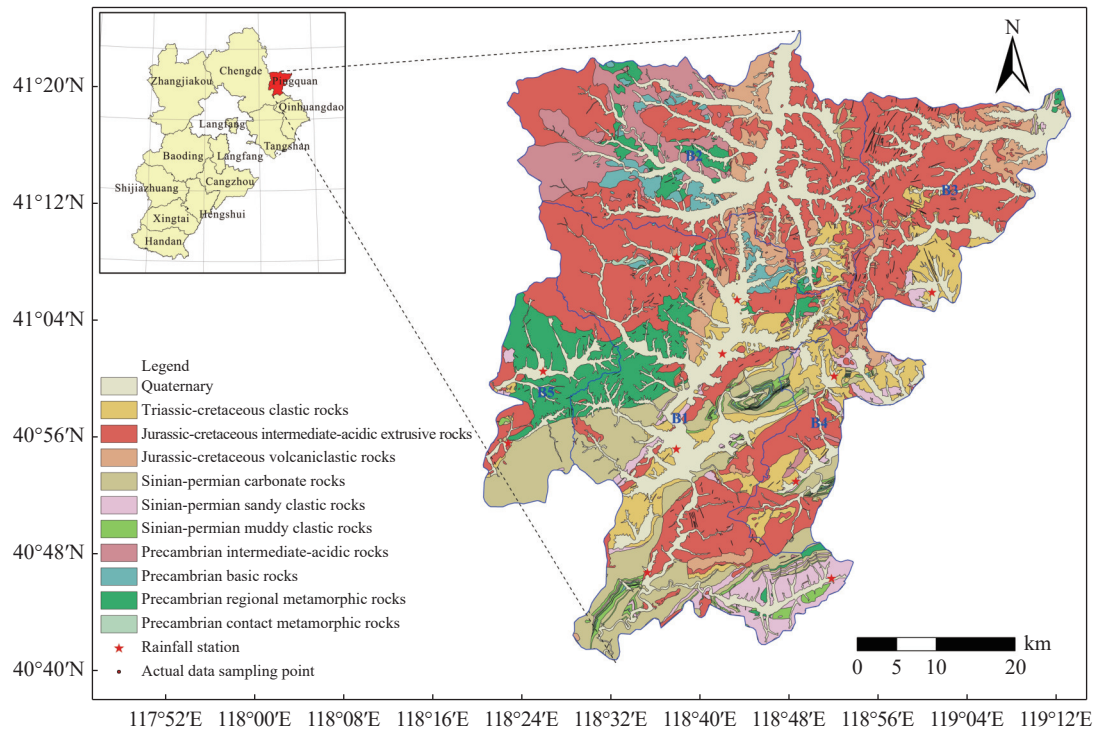 N
41°20′N
41°12′N
41°04′N
40°56′N
40°48′N
40°40′N
Zhangjiakou
Chengde
Pingquan
Qinhuangdao
Langfang
Tangshan
Baoding
Langfang
Cangzhou
Shijiazhuang
Hengshui
Xingtai
Handan
B2
B3
B5
B1
B4
Legend
Quaternary
Triassic-cretaceous clastic rocks
Jurassic-cretaceous intermediate-acidic extrusive rocks
Jurassic-cretaceous volcaniclastic rocks
Sinian-permian carbonate rocks
Sinian-permian sandy clastic rocks
Sinian-permian muddy clastic rocks
Precambrian intermediate-acidic rocks
Precambrian basic rocks
Precambrian regional metamorphic rocks
Precambrian contact metamorphic rocks
Rainfall station
Actual data sampling point
km
0 5 10 20
117°52′E 118°00′E 118°08′E 118°16′E 118°24′E 118°32′E 118°40′E 118°48′E 118°56′E 119°04′E 119°12′E